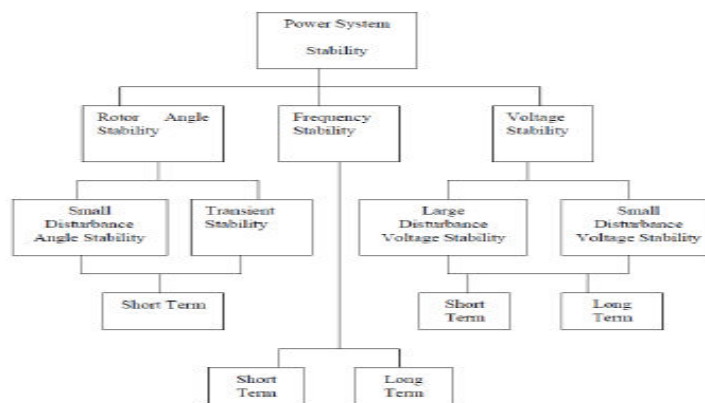 Power System
Stability
Rotor Angle
Stability
Frequency
Stability
Voltage
Stability
Small
Disturbance
Angle Stability
Transient
Stability
Large
Disturbance
Voltage Stability
Small
Disturbance
Voltage Stability
Short Term
Short
Term
Long
Term
Short
Term
Long
Term